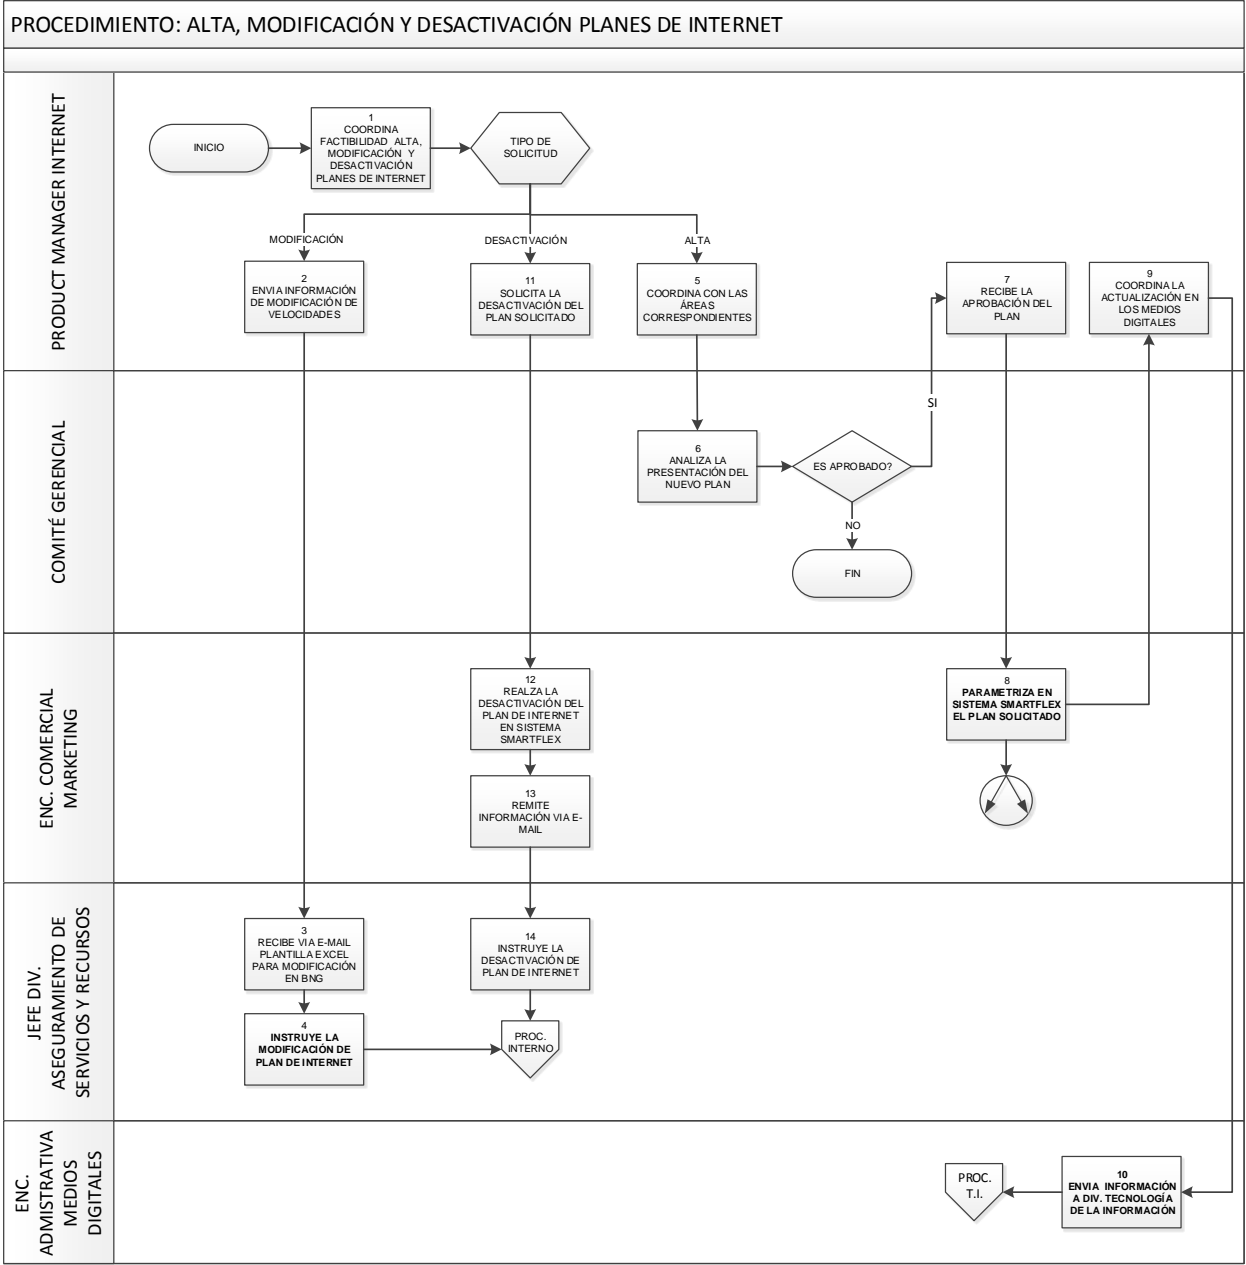 PROCEDIMIENTO: ALTA, MODIFICACIÓN Y DESACTIVACIÓN PLANES DE INTERNET
PRODUCT MANAGER INTERNET
INICIO
1
COORDINA
FACTIBILIDAD ALTA,
MODIFICACIÓN Y
DESACTIVACIÓN
PLANES DE INTERNET
TIPO DE
SOLICITUD
MODIFICACIÓN
DESACTIVACIÓN
ALTA
2
ENVIA INFORMACIÓN
DE MODIFICACIÓN DE
VELOCIDADES
11
SOLICITA LA
DESACTIVACIÓN DEL
PLAN SOLICITADO
5
COORDINA CON LAS
ÁREAS
CORRESPONDIENTES
7
RECIBE LA
APROBACIÓN DEL
PLAN
9
COORDINA LA
ACTUALIZACIÓN EN
LOS MEDIOS
DIGITALES
COMITÉ GERENCIAL
6
ANALIZA LA
PRESENTACIÓN DEL
NUEVO PLAN
ES APROBADO?
SI
NO
FIN
ENC. COMERCIAL
MARKETING
12
REALZA LA
DESACTIVACIÓN DEL
PLAN DE INTERNET
EN SISTEMA
SMARTFLEX
13
REMITE
INFORMACIÓN VIA E-
MAIL
8
PARAMETRIZA EN
SISTEMA SMARTFLEX
EL PLAN SOLICITADO
JEFE DIV.
ASEGURAMIENTO DE
SERVICIOS Y RECURSOS
3
RECIBE VIA E-MAIL
PLANTILLA EXCEL
PARA MODIFICACIÓN
EN BNG
14
INSTRUYE LA
DESACTIVACIÓN DE
PLAN DE INTERNET
4
INSTRUYE LA
MODIFICACIÓN DE
PLAN DE INTERNET
PROC.
INTERNO
ENC.
ADMISTRATIVA
MEDIOS
DIGITALES
PROC.
T.I.
10
ENVIA INFORMACIÓN
A DIV. TECNOLOGÍA
DE LA INFORMACIÓN